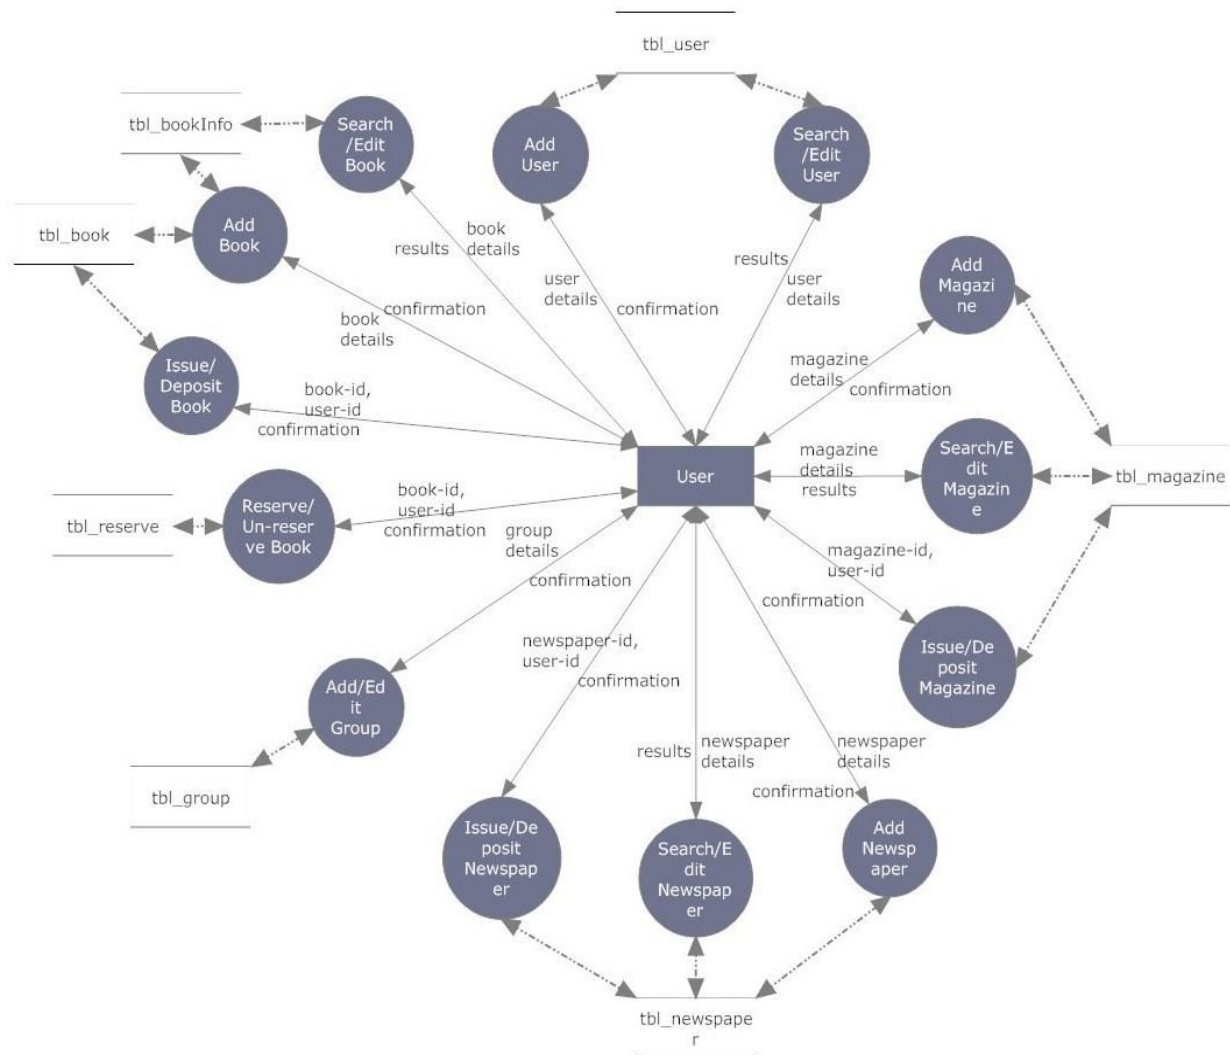 tbl_user
tbl_bookInfo
Search
/Edit
Book
Add
User
Search
/Edit
User
tbl_book
Add
Book
results
book
details
user
details
confirmation
results
user
details
Add
Magazi
ne
confirmation
book
details
Issue/
Deposit
Book
book-id,
user-id
confirmation
magazine
details
confirmation
User
magazine
details
results
Search/E
dit
Magazin
e
tbl_magazine
tbl_reserve
Reserve/
Un-reser
ve Book
book-id,
user-id
confirmation
group
details
confirmation
magazine-id,
user-id
confirmation
Issue/De
posit
Magazine
newspaper-id,
user-id
confirmation
Add/Ed
it
Group
tbl_group
results
newspaper
details
newspaper
details
confirmation
Issue/De
posit
Newspap
er
Search/E
dit
Newspap
er
Add
Newsp
aper
tbl_newspape
r